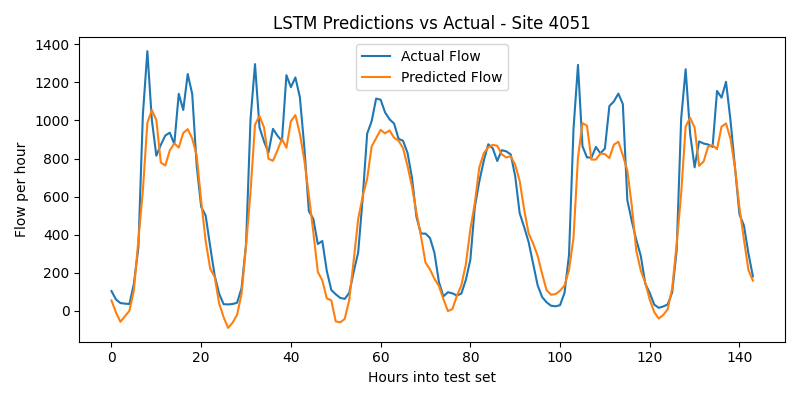 LSTM Predictions vs Actual - Site 4051
Actual Flow
Predicted Flow
Flow per hour
1400
1200
1000
800
600
400
200
0
0 20 40 60 80 100 120 140
Hours into test set